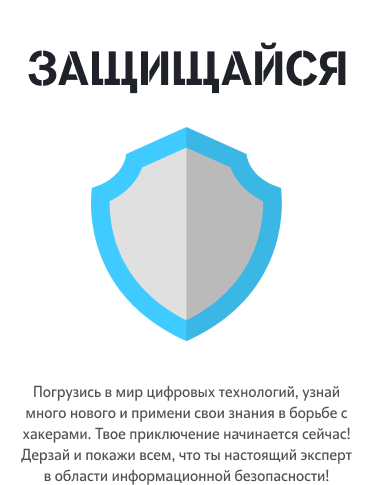 ЗАЩИЩАЙСЯ
Погрузись в мир цифровых технологий, узнай
много нового и примени свои знания в борьбе с
хакерами. Твое приключение начинается сейчас!
Дерзай и покажи всем, что ты настоящий эксперт
в области информационной безопасности!